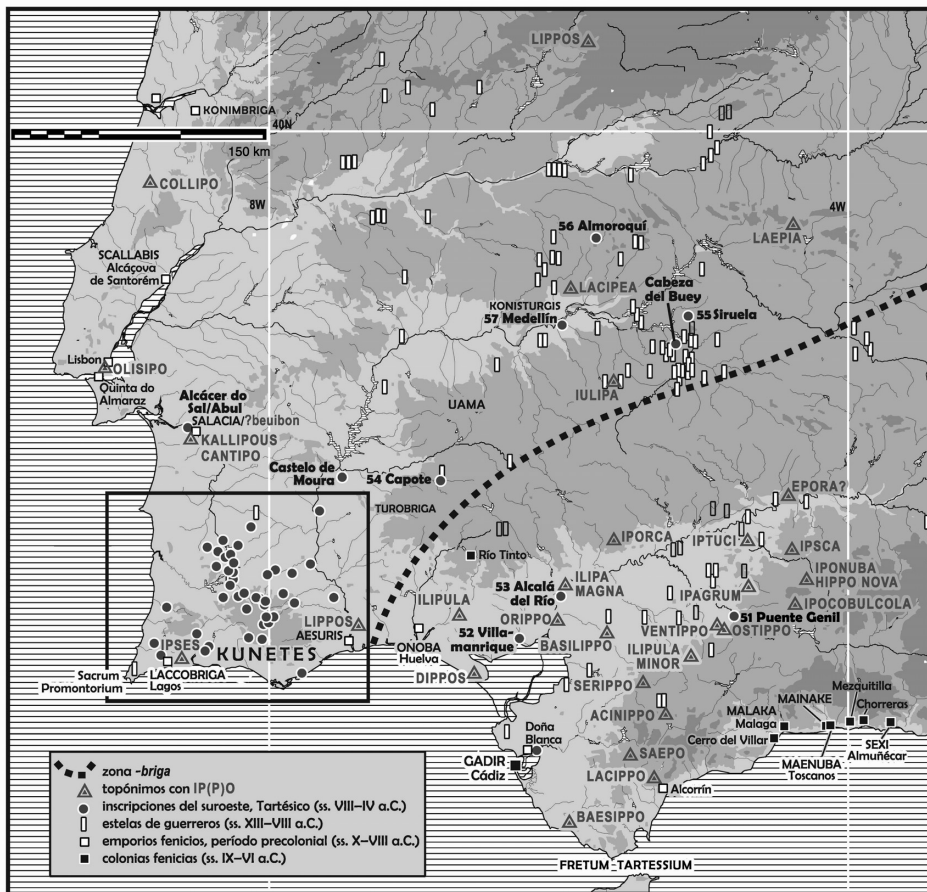 LIPPOS
KONIMBRIGA
40N
150 km
COLLIPO
8W
4W
56 Almoroquí
LAEPIA
SCALLABIS
Alcáçova
de Santorém
LACIPEA
Cabeza
del Buey
KONISTURGIS
57 Medellín
55 Siruela
Lisbon
OLISIPO
Quinta do
Almaraz
IULIPA
Alcácer do
Sal/Abul
SALACIA/?beuibon
KALLIPOUS
CANTIPO
UAMA
Castelo de
Moura
54 Capote
TUROBRIGA
EPORA?
Río Tinto
IPORCA
IPTUCI
IPSCA
53 Alcalá
del Río
ILIPA
MAGNA
IPONUBA
HIPPO NOVA
IPAGRUM
IPOCOBULCOLA
ILIPULA
ORIPPO
51 Puente Genil
LIPPOS
AESURIS
52 Villa-
manrique
VENTIPPO
OSTIPPO
BASILIPPO
IPSES
KUNETES
ONOBA
Huelva
ILIPULA
MINOR
Sacrum
Promontorium
LACCOBRIGA
Lagos
DIPPOS
SERIPPO
MAINAKE
Mezquitilla
Chorreras
ACINIPPO
MALAKA
Malaga
Cerro del Villar
Doña
Blanca
SAEPO
MAENUBA
Toscanos
SEXI
Almuñécar
GADIR
Cádiz
LACIPPO
Alcorrín
BAESIPPO
FRETUM TARTESSIUM
zona -briga
topónimos con IP(P)O
inscripciones del suroeste, Tartésico (ss. VIII–IV a.C.)
estelas de guerreros (ss. XIII–VIII a.C.)
emporios fenicios, período precolonial (ss. X–VIII a.C.)
colonias fenicias (ss. IX–VI a.C.)